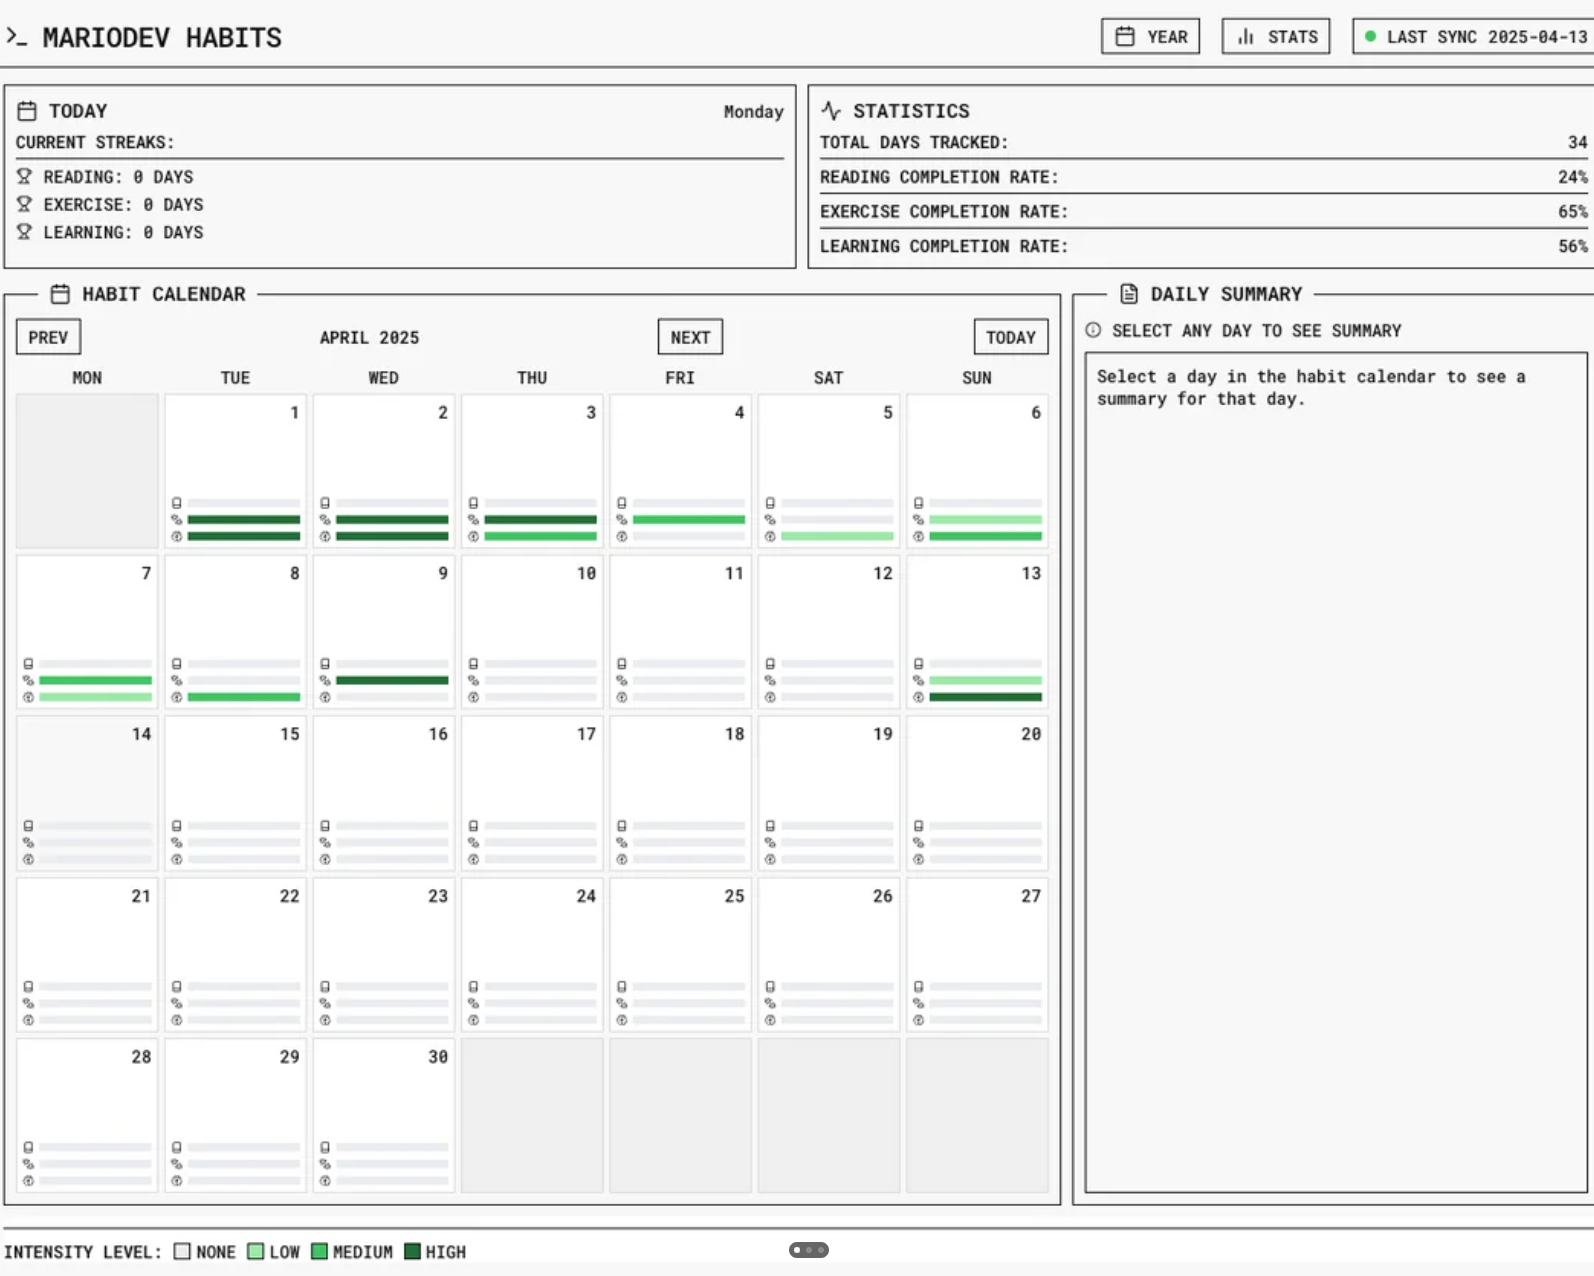 MARIODEV HABITS
YEAR
STATS
LAST SYNC 2025-04-13
TODAY
Monday
CURRENT STREAKS:
READING: 0 DAYS
EXERCISE: 0 DAYS
LEARNING: 0 DAYS
STATISTICS
TOTAL DAYS TRACKED: 34
READING COMPLETION RATE: 24%
EXERCISE COMPLETION RATE: 65%
LEARNING COMPLETION RATE: 56%
HABIT CALENDAR
PREV
APRIL 2025
NEXT
TODAY
MON TUE WED THU FRI SAT SUN
1 2 3 4 5 6
7 8 9 10 11 12 13
14 15 16 17 18 19 20
21 22 23 24 25 26 27
28 29 30
DAILY SUMMARY
SELECT ANY DAY TO SEE SUMMARY
Select a day in the habit calendar to see a
summary for that day.
INTENSITY LEVEL: NONE LOW MEDIUM HIGH